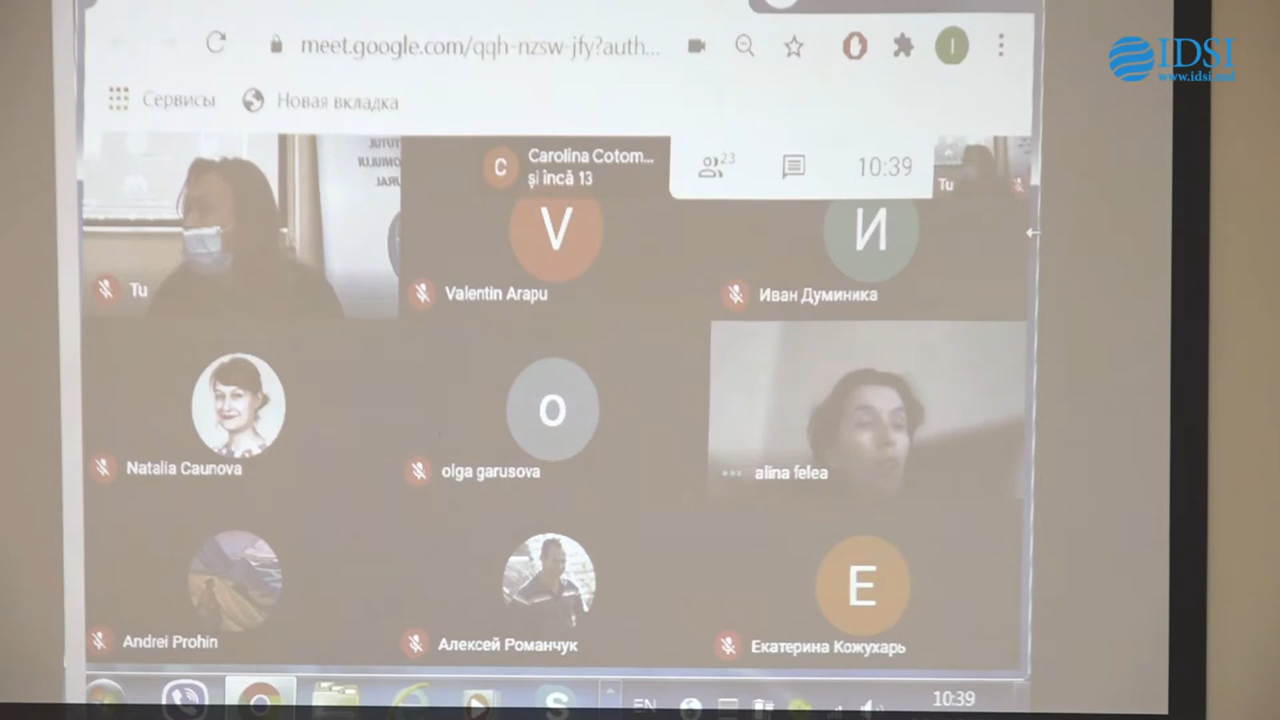 meet.google.com/qqh-nzsw-jfy?auth...
I
IDSI
www.idsi.md
Сервисы
Новая вкладка
C
Carolina Cotom...
și încă 13
23
10:39
Tu
Tu
V
Valentin Arapu
И
Иван Думиника
Natalia Caunova
o
olga garusova
alina felea
Andrei Prohin
Алексей Романчук
E
Екатерина Кожухарь
S
EN
10:39